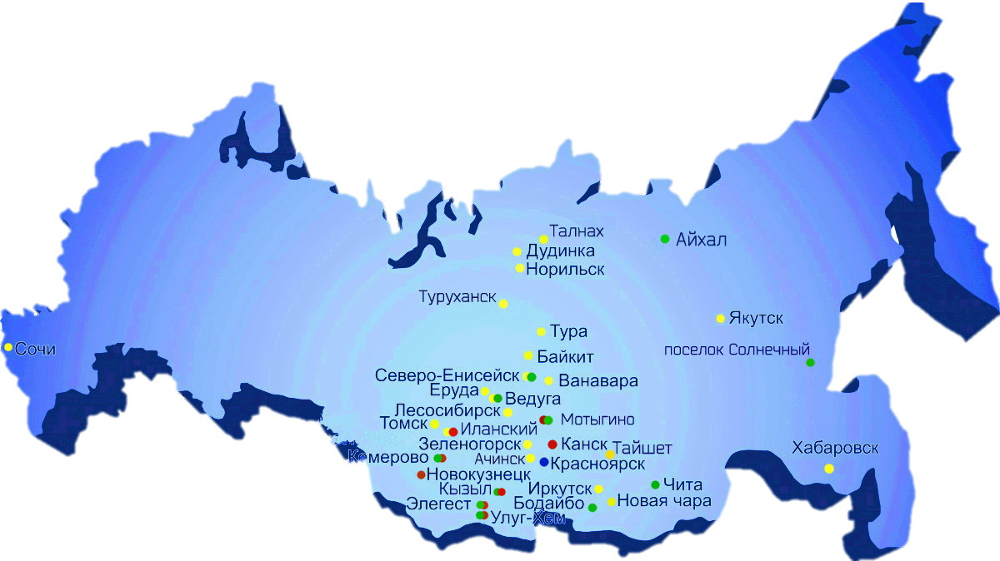 Талнах
Айхал
Дудинка
Норильск
Туруханск
Якутск
Тура
Сочи
поселок Солнечный
Байкит
Северо-Енисейск
Ванавара
Еруда
Ведуга
Лесосибирск
Мотыгино
Томск
Иланский
Зеленогорск
Канск
Тайшет
Хабаровск
Кемерово
Ачинск
Красноярск
Новокузнецк
Кызыл
Иркутск
Чита
Элегест
Бодайбо
Новая чара
Улуг-Хем